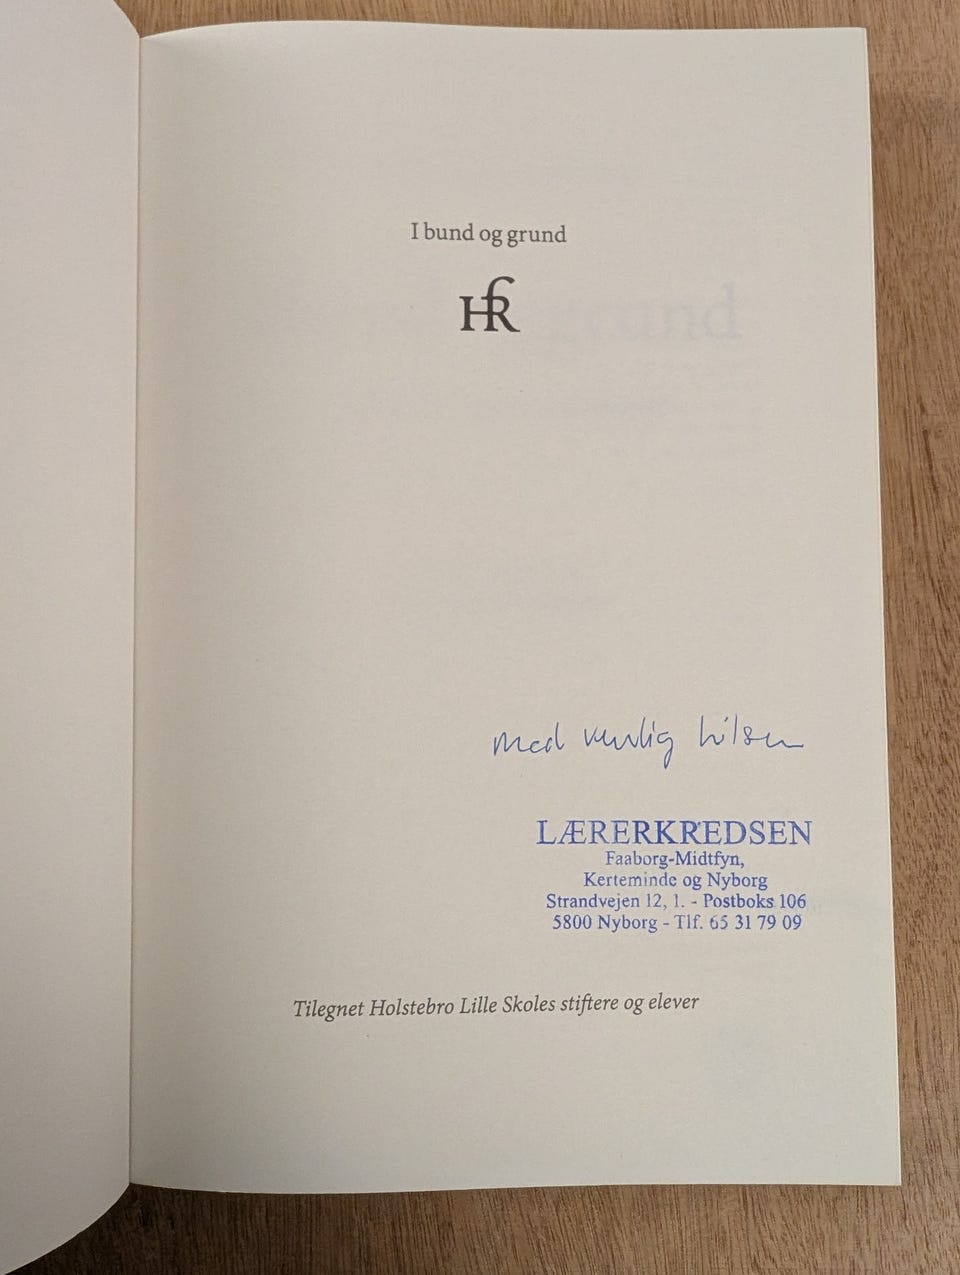 I bund og grund
HfR
med venlig hilsen
LÆRERKREDSEN
Faaborg-Midtfyn,
Kerteminde og Nyborg
Strandvejen 12, 1. - Postboks 106
5800 Nyborg - Tlf. 65 31 79 09
Tilegnet Holstebro Lille Skoles stiftere og elever